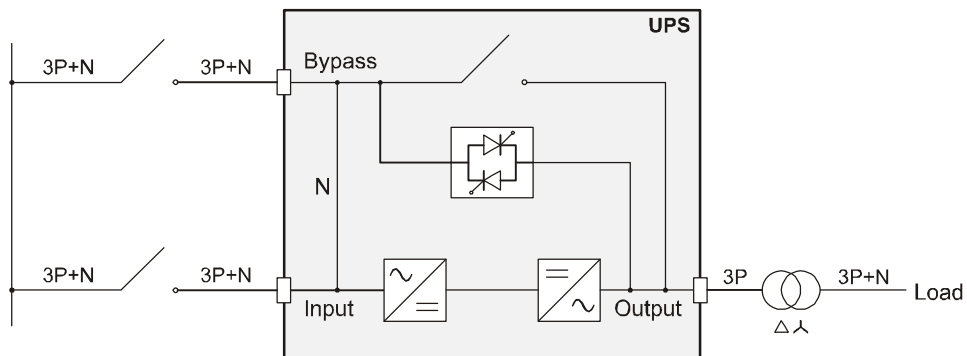 UPS
3P+N
3P+N
Bypass
N
3P+N
3P+N
Input
Output
3P
3P+N
Load